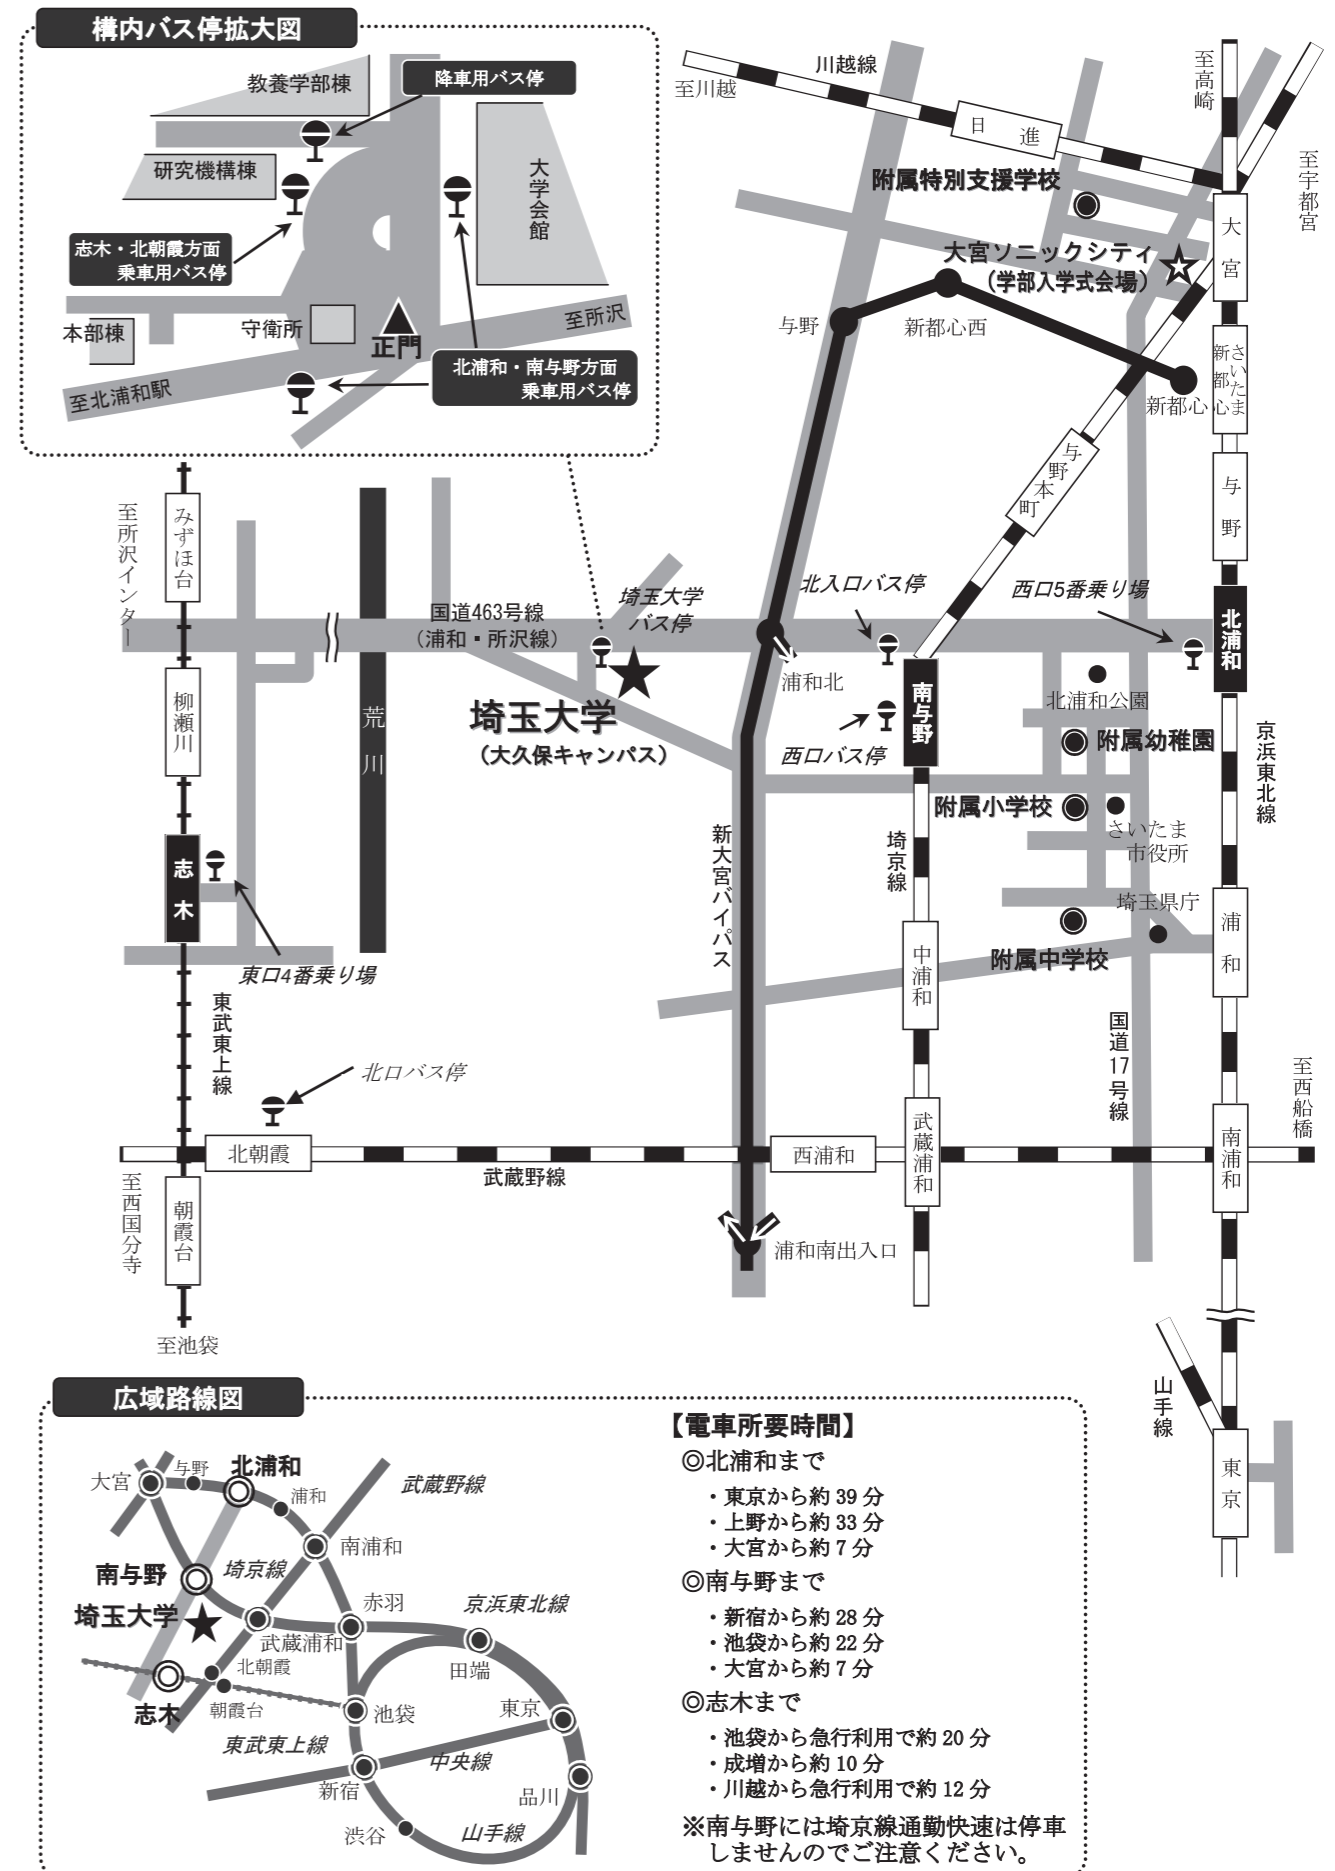 構内バス停拡大図
教養学部棟
降車用バス停
研究機構棟
大学会館
志木・北朝霞方面
乗車用バス停
本部棟
守衛所
正門
至所沢
至北浦和駅
北浦和・南与野方面
乗車用バス停
川越線
至川越
日進
至高崎
至宇都宮
附属特別支援学校
大宮
大宮ソニックシティ
（学部入学式会場）
与野
新都心西
新都心
さいたま
新都心
与野本町
与野
至所沢インター
みずほ台
国道463号線
（浦和・所沢線）
埼玉大学
バス停
北入口バス停
西口5番乗り場
北浦和
浦和北
南与野
北浦和公園
柳瀬川
荒川
埼玉大学
（大久保キャンパス）
西口バス停
附属幼稚園
京浜東北線
附属小学校
さいたま
市役所
新大宮バイパス
埼京線
志木
埼玉県庁
浦和
東口4番乗り場
中浦和
附属中学校
東武東上線
国道17号線
北口バス停
至西船橋
北朝霞
武蔵野線
西浦和
武蔵浦和
南浦和
至西国分寺
朝霞台
浦和南出入口
至池袋
山手線
東京
広域路線図
大宮
与野
北浦和
浦和
武蔵野線
南浦和
南与野
埼京線
埼玉大学
赤羽
京浜東北線
武蔵浦和
田端
北朝霞
朝霞台
志木
池袋
東京
東武東上線
中央線
新宿
品川
渋谷
山手線
【電車所要時間】
◎北浦和まで
・東京から約 39 分
・上野から約 33 分
・大宮から約 7 分
◎南与野まで
・新宿から約 28 分
・池袋から約 22 分
・大宮から約 7 分
◎志木まで
・池袋から急行利用で約 20 分
・成増から約 10 分
・川越から急行利用で約 12 分
※南与野には埼京線通勤快速は停車
しませんのでご注意ください。